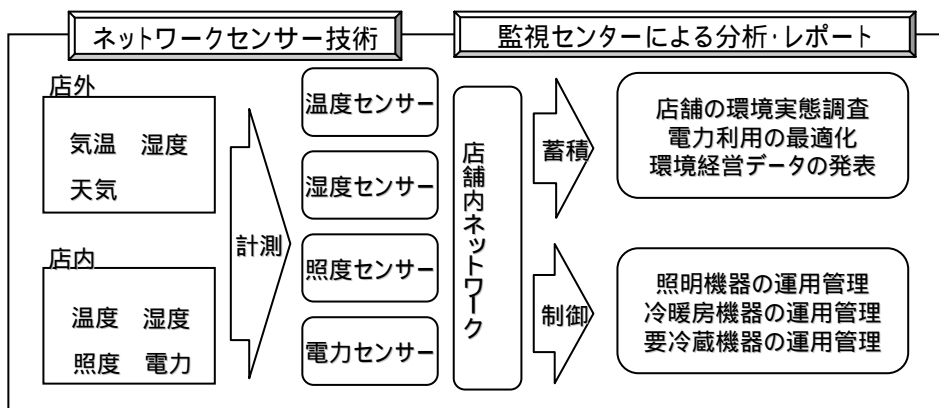 ネットワークセンサー技術
監視センターによる分析・レポート
店外
気温 湿度
天気
店内
温度 湿度
照度 電力
計測
温度センサー
湿度センサー
照度センサー
電力センサー
店舗内ネットワーク
蓄積
制御
店舗の環境実態調査
電力利用の最適化
環境経営データの発表
照明機器の運用管理
冷暖房機器の運用管理
要冷蔵機器の運用管理